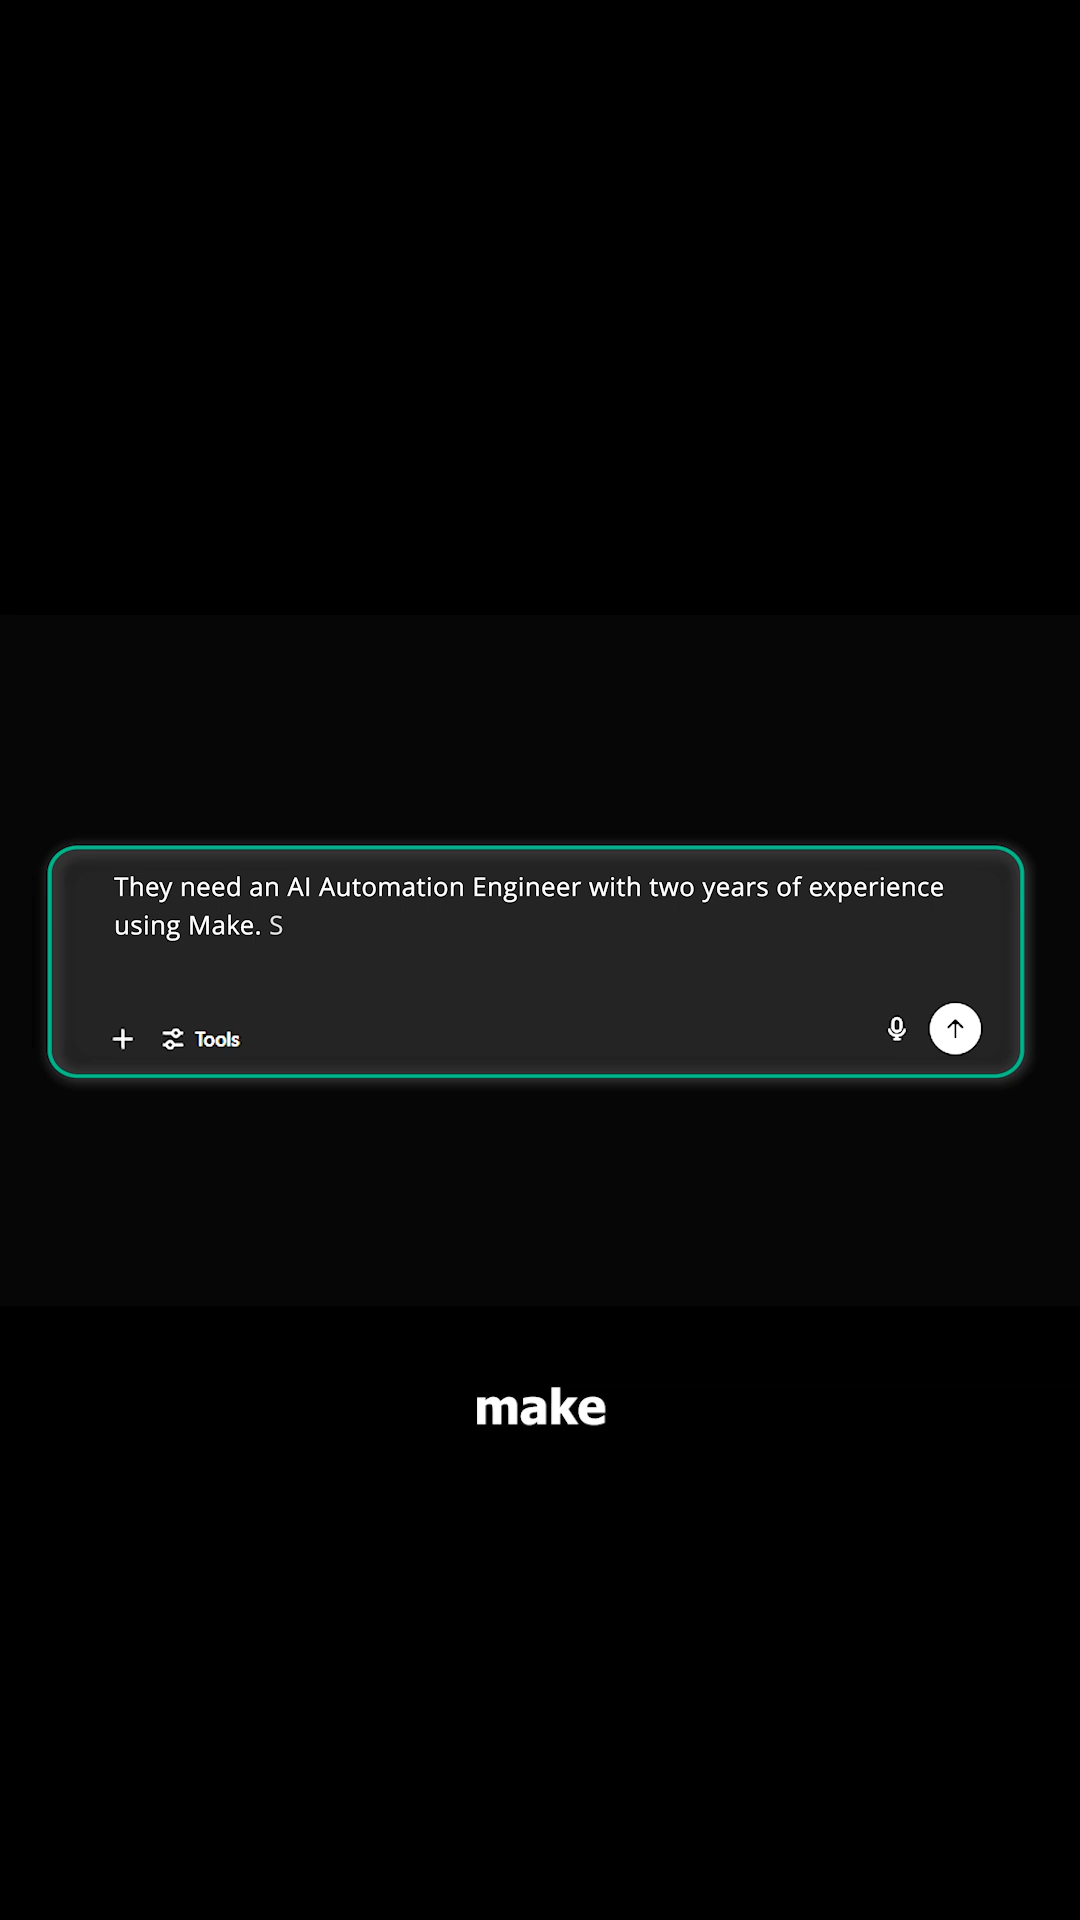 They need an AI Automation Engineer with two years of experience
using Make. S
Tools
make